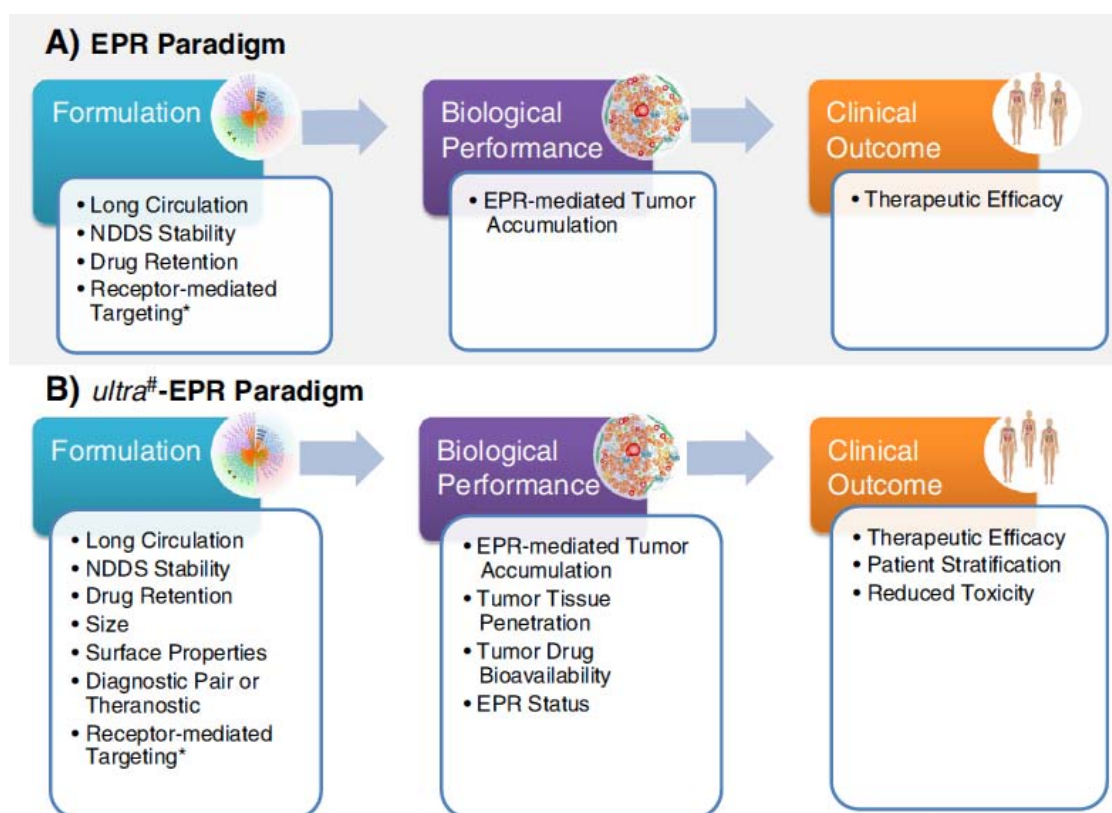 A) EPR Paradigm
Formulation
• Long Circulation
• NDDS Stability
• Drug Retention
• Receptor-mediated
Targeting*
Biological
Performance
• EPR-mediated Tumor
Accumulation
Clinical
Outcome
• Therapeutic Efficacy
B) ultra#-EPR Paradigm
Formulation
• Long Circulation
• NDDS Stability
• Drug Retention
• Size
• Surface Properties
• Diagnostic Pair or
Theranostic
• Receptor-mediated
Targeting*
Biological
Performance
• EPR-mediated Tumor
Accumulation
• Tumor Tissue
Penetration
• Tumor Drug
Bioavailability
• EPR Status
Clinical
Outcome
• Therapeutic Efficacy
• Patient Stratification
• Reduced Toxicity